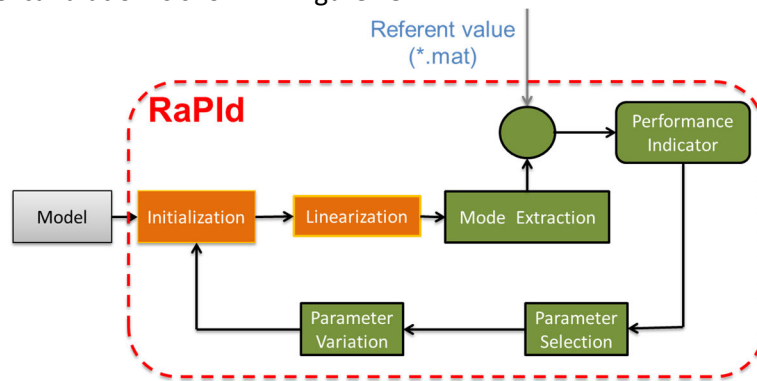 Referent value
(*.mat)
RaPId
Performance
Indicator
Model
Initialization
Linearization
Mode Extraction
Parameter
Variation
Parameter
Selection